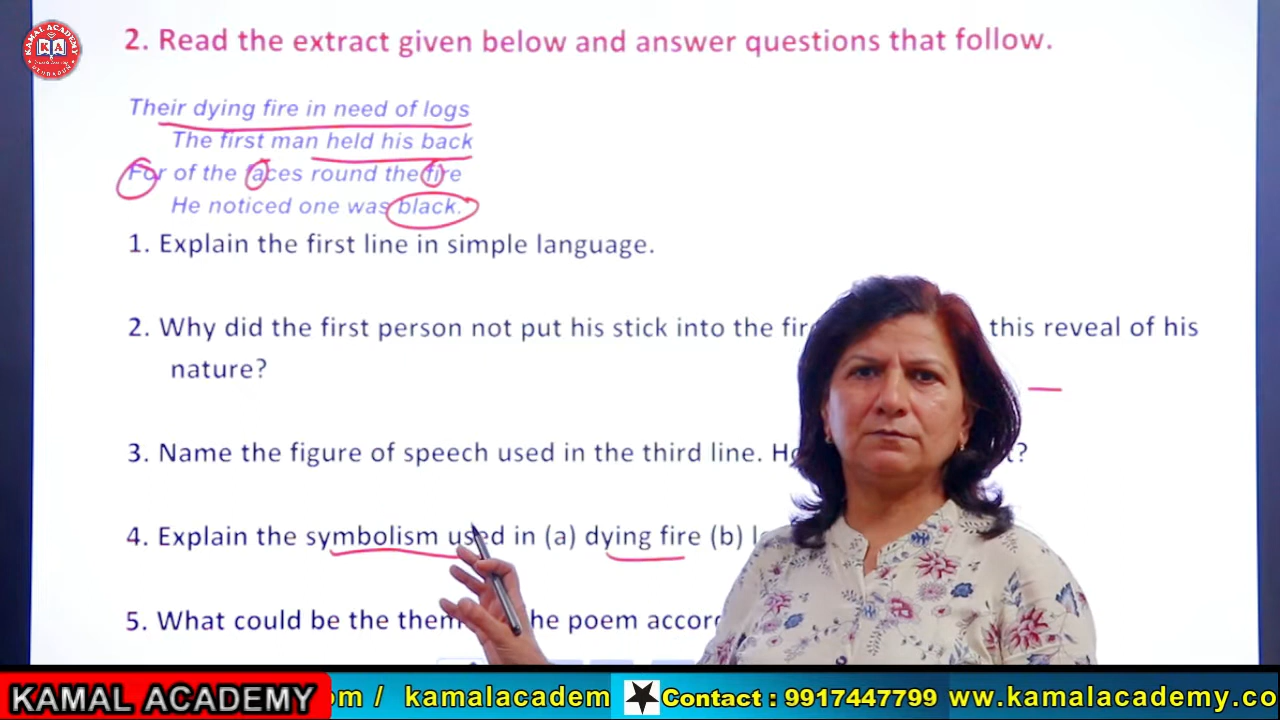 KAMAL ACADEMY
KA
DEHRADUN
2. Read the extract given below and answer questions that follow.
Their dying fire in need of logs
The first man held his back
For of the faces round the fire
He noticed one was black.
1. Explain the first line in simple language.
2. Why did the first person not put his stick into the this reveal of his
nature?
3. Name the figure of speech used in the third line.
4. Explain the symbolism used in (a) dying fire (b)
5. What could be the the poem
KAMAL ACADEMY om / kamalacadem Contact : 9917447799 ww.kamalacademy.co